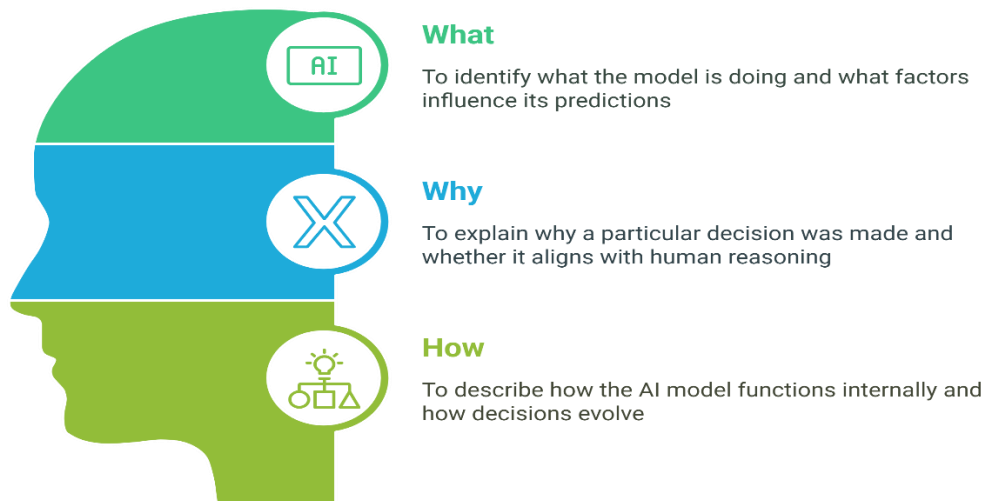 AI
What
To identify what the model is doing and what factors
influence its predictions
X
Why
To explain why a particular decision was made and
whether it aligns with human reasoning
How
To describe how the AI model functions internally and
how decisions evolve